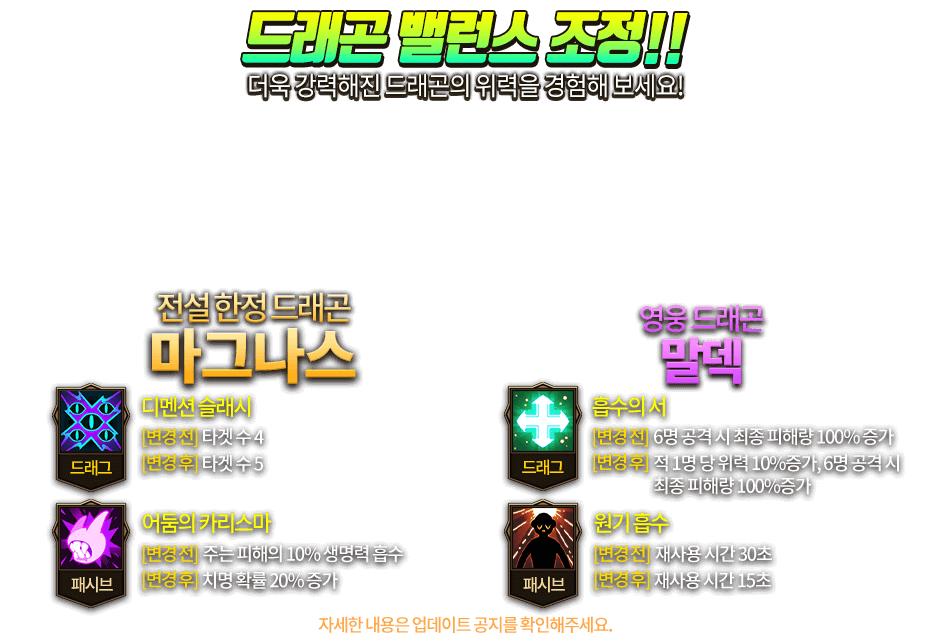 드래곤 밸런스 조정!!
더욱 강력해진 드래곤의 위력을 경험해 보세요!
전설 한정 드래곤
마그나스
드래그
디멘션 슬래시
[변경 전] 타겟 수 4
[변경 후] 타겟 수 5
패시브
어둠의 카리스마
[변경 전] 주는 피해의 10% 생명력 흡수
[변경 후] 치명 확률 20% 증가
영웅 드래곤
말덱
드래그
흡수의 서
[변경 전] 6명 공격 시 최종 피해량 100% 증가
[변경 후] 적 1명 당 위력 10%증가, 6명 공격 시
최종 피해량 100%증가
패시브
원기 흡수
[변경 전] 재사용 시간 30초
[변경 후] 재사용 시간 15초
자세한 내용은 업데이트 공지를 확인해주세요.